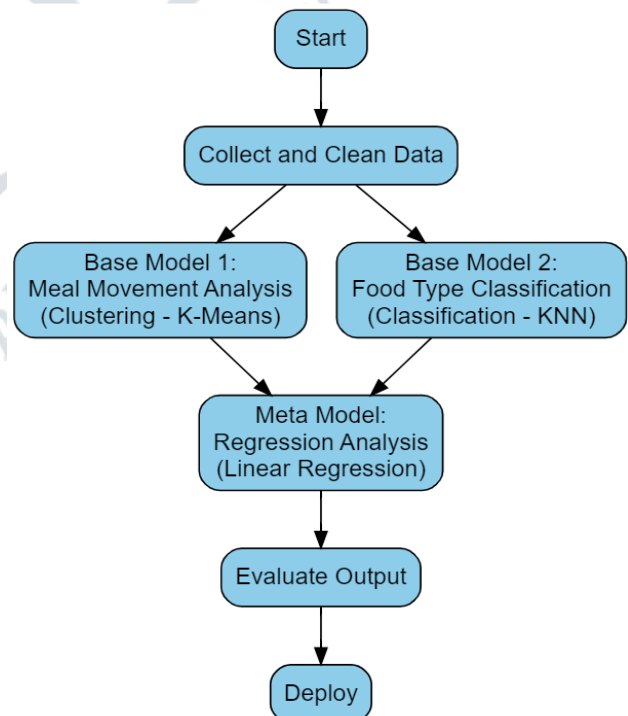 Start
Collect and Clean Data
Base Model 1:
Meal Movement Analysis
(Clustering - K-Means)
Base Model 2:
Food Type Classification
(Classification - KNN)
Meta Model:
Regression Analysis
(Linear Regression)
Evaluate Output
Deploy